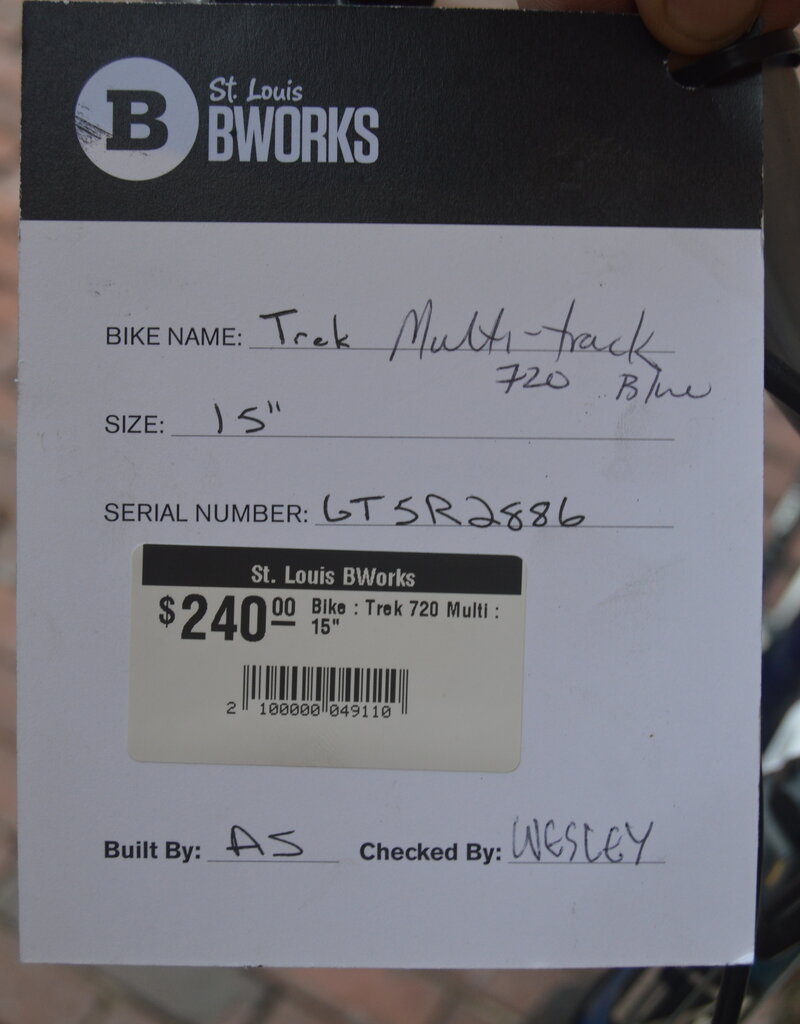 B
St. Louis
BWORKS
BIKE NAME: Trek Multi-track
720 Blue
SIZE: 15"
SERIAL NUMBER: GT5R2886
St. Louis BWorks
$240.00 Bike : Trek 720 Multi :
15"
2 100000 049110
Built By: AS Checked By: WESLEY